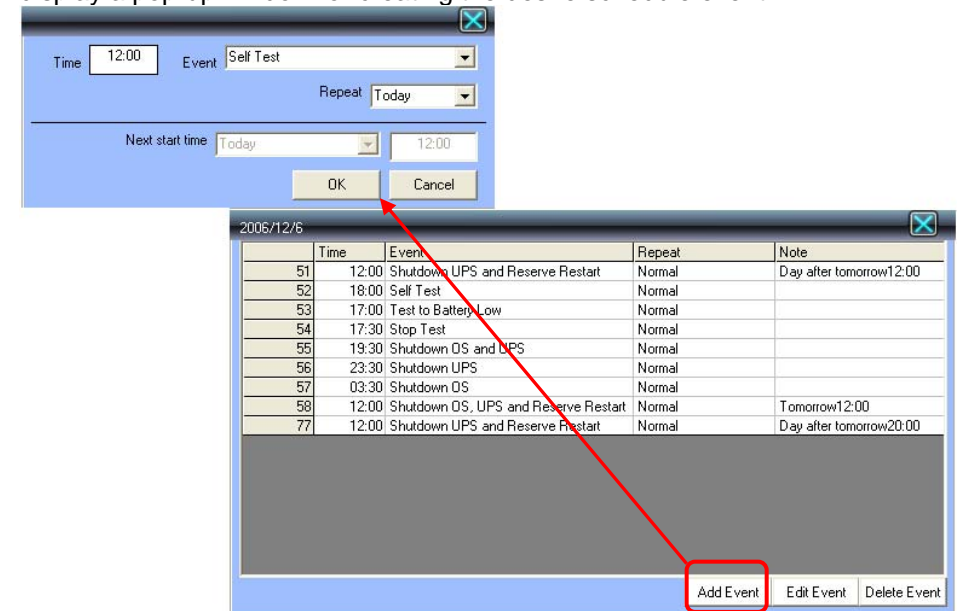 Time 12:00 Event Self Test
Repeat Today
Next start time Today 12:00
OK Cancel
2006/12/6
Time Event Repeat Note
51 12:00 Shutdown UPS and Reserve Restart Normal Day after tomorrow12:00
52 18:00 Self Test Normal
53 17:00 Test to Battery Low Normal
54 17:30 Stop Test Normal
55 19:30 Shutdown OS and UPS Normal
56 23:30 Shutdown UPS Normal
57 03:30 Shutdown OS Normal
58 12:00 Shutdown OS, UPS and Reserve Restart Normal Tomorrow12:00
77 12:00 Shutdown UPS and Reserve Restart Normal Day after tomorrow20:00
Add Event Edit Event Delete Event